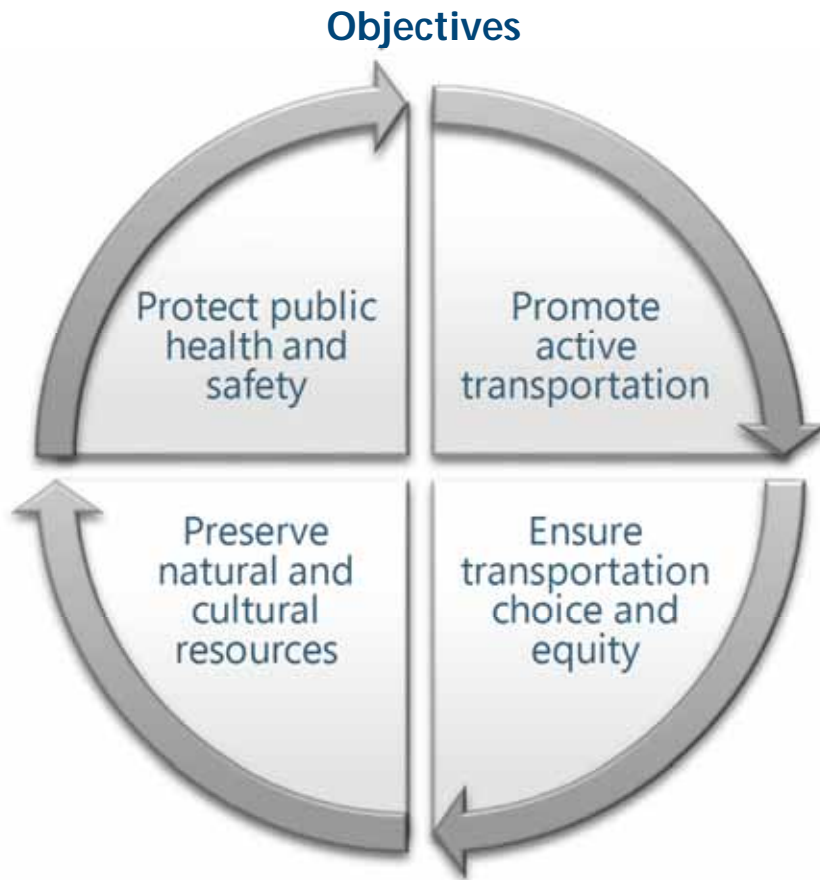 Objectives
Protect public
health and
safety
Promote
active
transportation
Preserve
natural and
cultural
resources
Ensure
transportation
choice and
equity